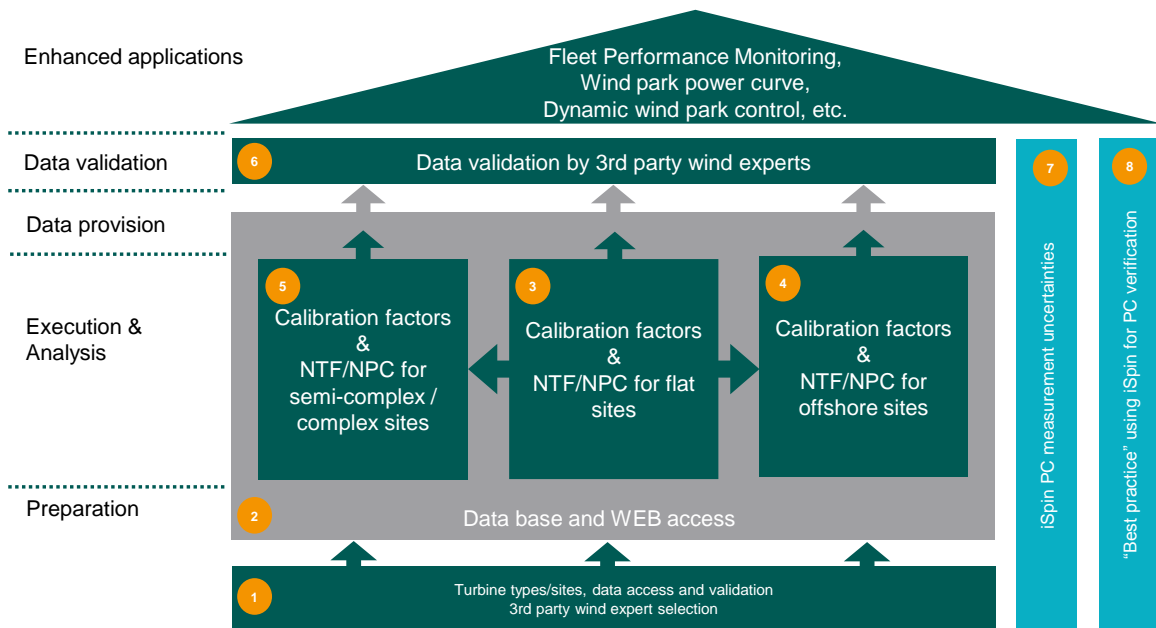 Enhanced applications
Fleet Performance Monitoring,
Wind park power curve,
Dynamic wind park control, etc.
Data validation
6
Data validation by 3rd party wind experts
7
8
Data provision
Execution &
Analysis
5
Calibration factors
&
NTF/NPC for
semi-complex /
complex sites
3
Calibration factors
&
NTF/NPC for flat
sites
4
Calibration factors
&
NTF/NPC for
offshore sites
iSpin PC measurement uncertainties
“Best practice” using iSpin for PC verification
Preparation
2
Data base and WEB access
1
Turbine types/sites, data access and validation
3rd party wind expert selection